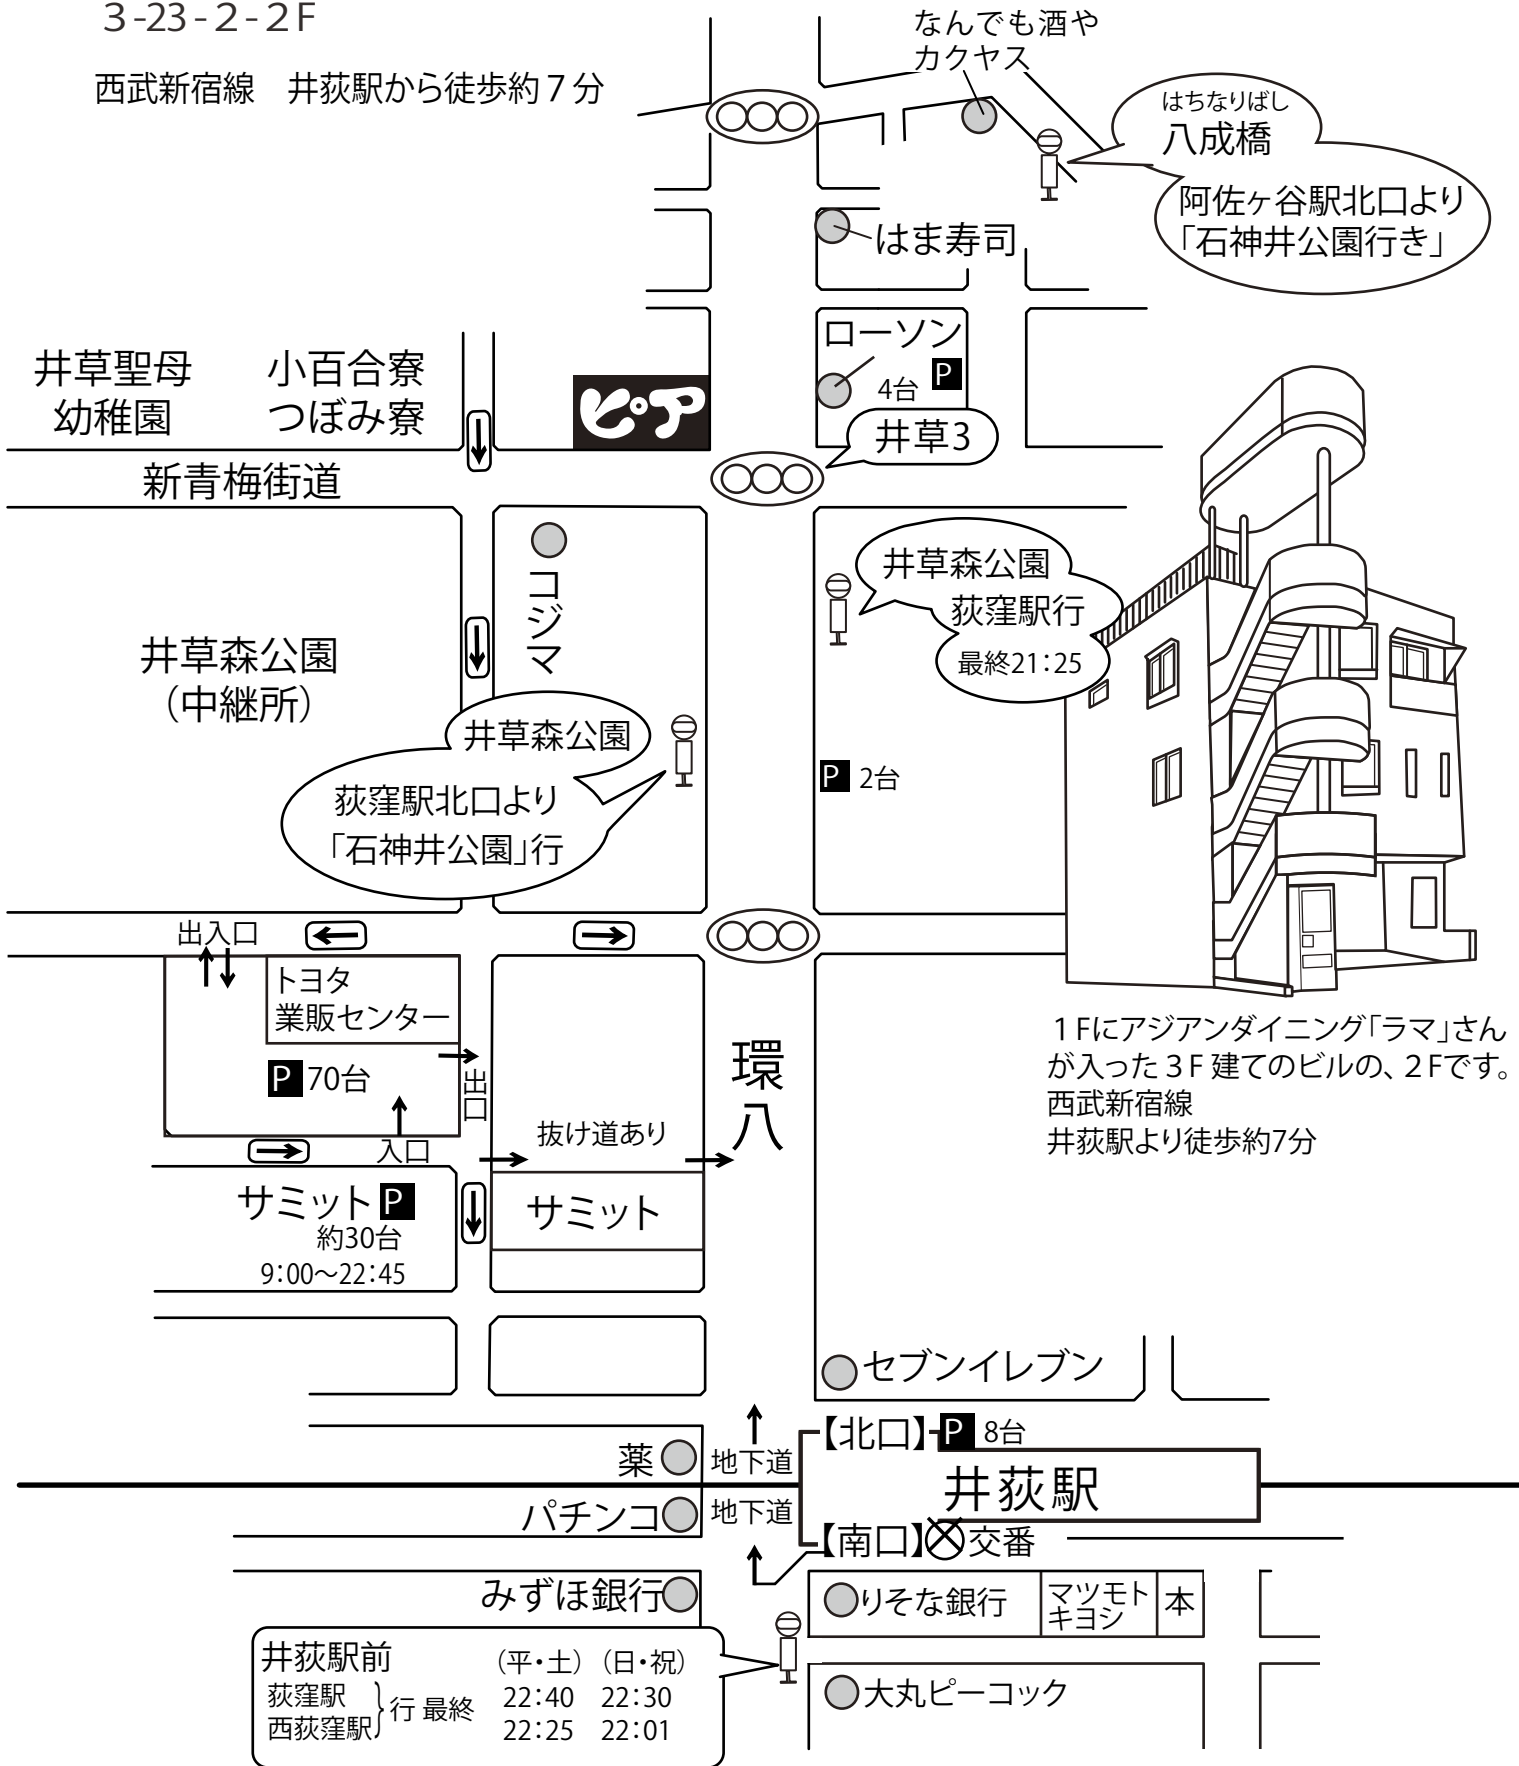 3-23-2-2F
西武新宿線　井荻駅から徒歩約7分
なんでも酒や
カクヤス
はちなりばし
八成橋
阿佐ヶ谷駅北口より
「石神井公園行き」
はま寿司
ローソン
4台 P
井草3
井草聖母
幼稚園
小百合寮
つぼみ寮
ピア
新青梅街道
コジマ
井草森公園
荻窪駅行
最終21：25
井草森公園
（中継所）
井草森公園
荻窪駅北口より
「石神井公園」行
P 2台
出入口
トヨタ
業販センター
P 70台
出口
入口
環八
抜け道あり
サミット P
約30台
9：00～22：45
サミット
1Fにアジアンダイニング「ラマ」さん
が入った3F建てのビルの、2Fです。
西武新宿線
井荻駅より徒歩約7分
セブンイレブン
【北口】 P 8台
薬
地下道
井荻駅
パチンコ
地下道
【南口】 交番
みずほ銀行
りそな銀行
マツモト
キヨシ
本
大丸ピーコック
井荻駅前 （平・土）（日・祝）
荻窪駅 22：40 22：30
行 最終
西荻窪駅 22：25 22：01